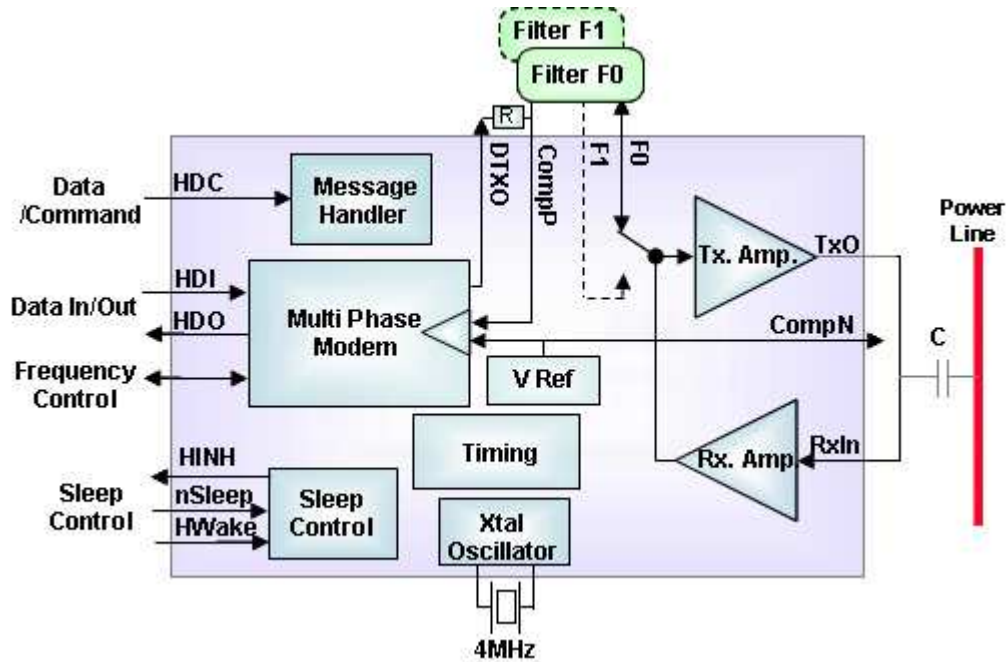 Filter F1
Filter F0
R
DTXO
CompP
F1
F0
Data
/Command
HDC
Message
Handler
Power
Line
Tx. Amp.
TxO
Data In/Out
HDI
HDO
Multi Phase
Modem
CompN
C
V Ref
Frequency
Control
Timing
Rx. Amp.
RxIn
Sleep
Control
HINH
nSleep
HWake
Sleep
Control
Xtal
Oscillator
4MHz